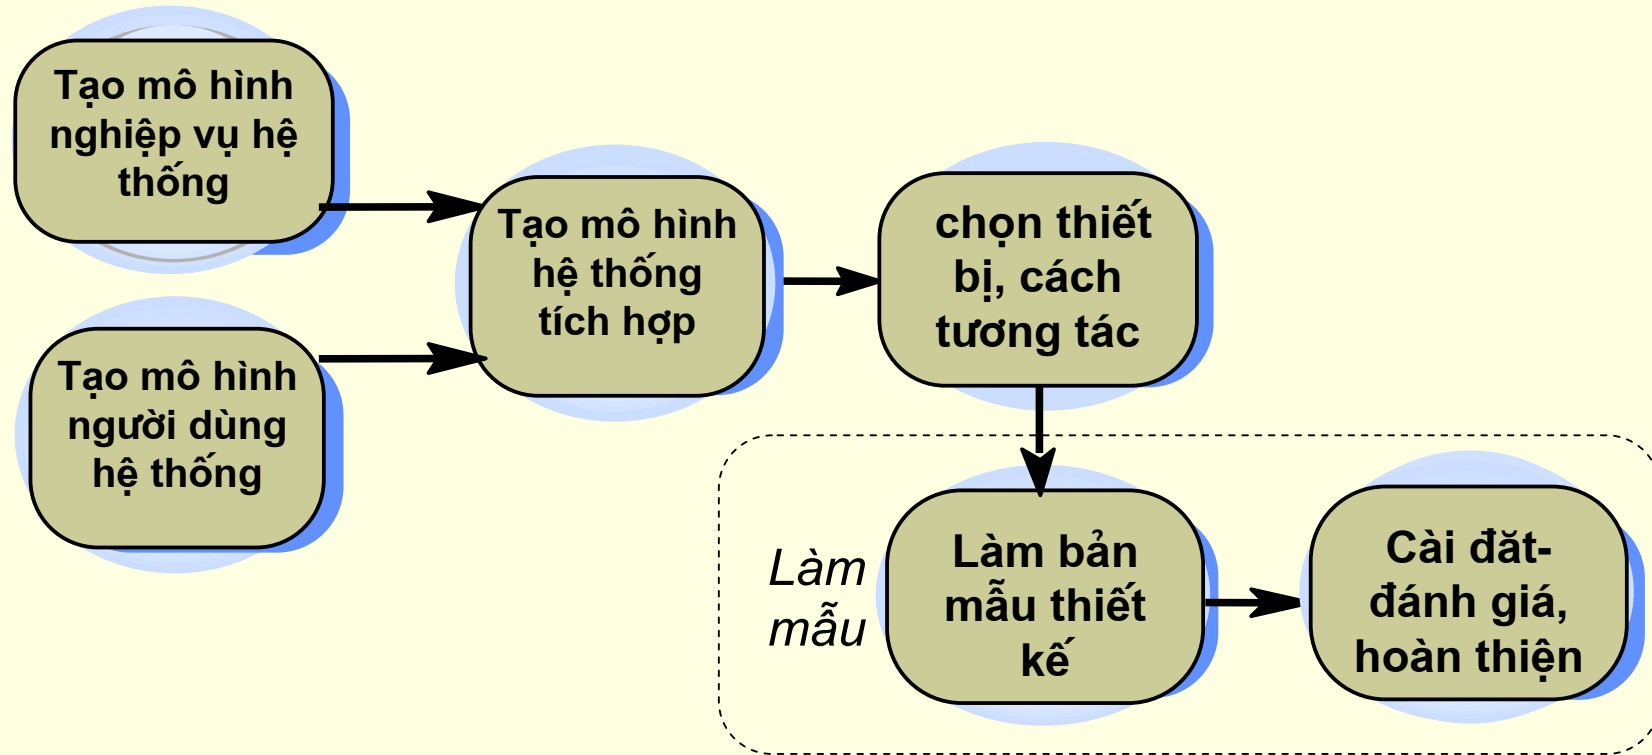 Tạo mô hình
nghiệp vụ hệ
thống
Tạo mô hình
người dùng
hệ thống
Tạo mô hình
hệ thống
tích hợp
chọn thiết
bị, cách
tương tác
Làm
mẫu
Làm bản
mẫu thiết
kế
Cài đăt-
đánh giá,
hoàn thiện